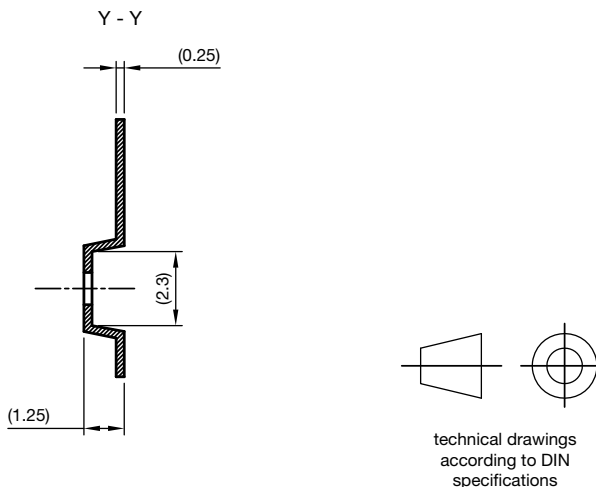 Y - Y
(0.25)
(2.3)
(1.25)
technical drawings
according to DIN
specifications